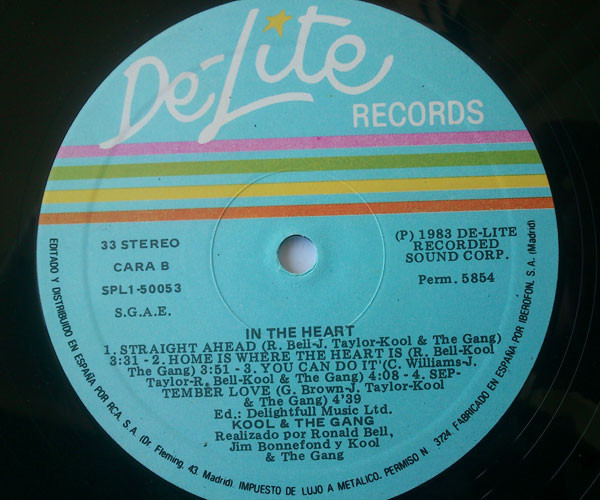 De-Lite
RECORDS
33 STEREO
CARA B
SPL1-50053
S.G.A.E.
(P) 1983 DE-LITE
RECORDED
SOUND CORP.
Perm. 5854
IN THE HEART
1. STRAIGHT AHEAD (R. Bell-J. Taylor-Kool & The Gang)
3:31 - 2. HOME IS WHERE THE HEART IS (R. Bell-Kool
& The Gang) 3:51 - 3. YOU CAN DO IT (C. Williams-J.
Taylor-R. Bell-Kool & The Gang) 4:08 - 4. SEP-
TEMBER LOVE (G. Brown-J. Taylor-Kool
& The Gang) 4'39
Ed.: Delightfull Music Ltd.
KOOL & THE GANG
Realizado por Ronald Bell,
Jim Bonnefond y Kool
& The Gang
EDITADO Y DISTRIBUIDO EN ESPAÑA POR RCA. S.A. (Dr. Fleming, 43. Madrid). IMPUESTO DE LUJO A METALICO. PERMISO N° 3724 FABRICADO EN ESPAÑA POR IBEROFON, S.A. (Madrid)